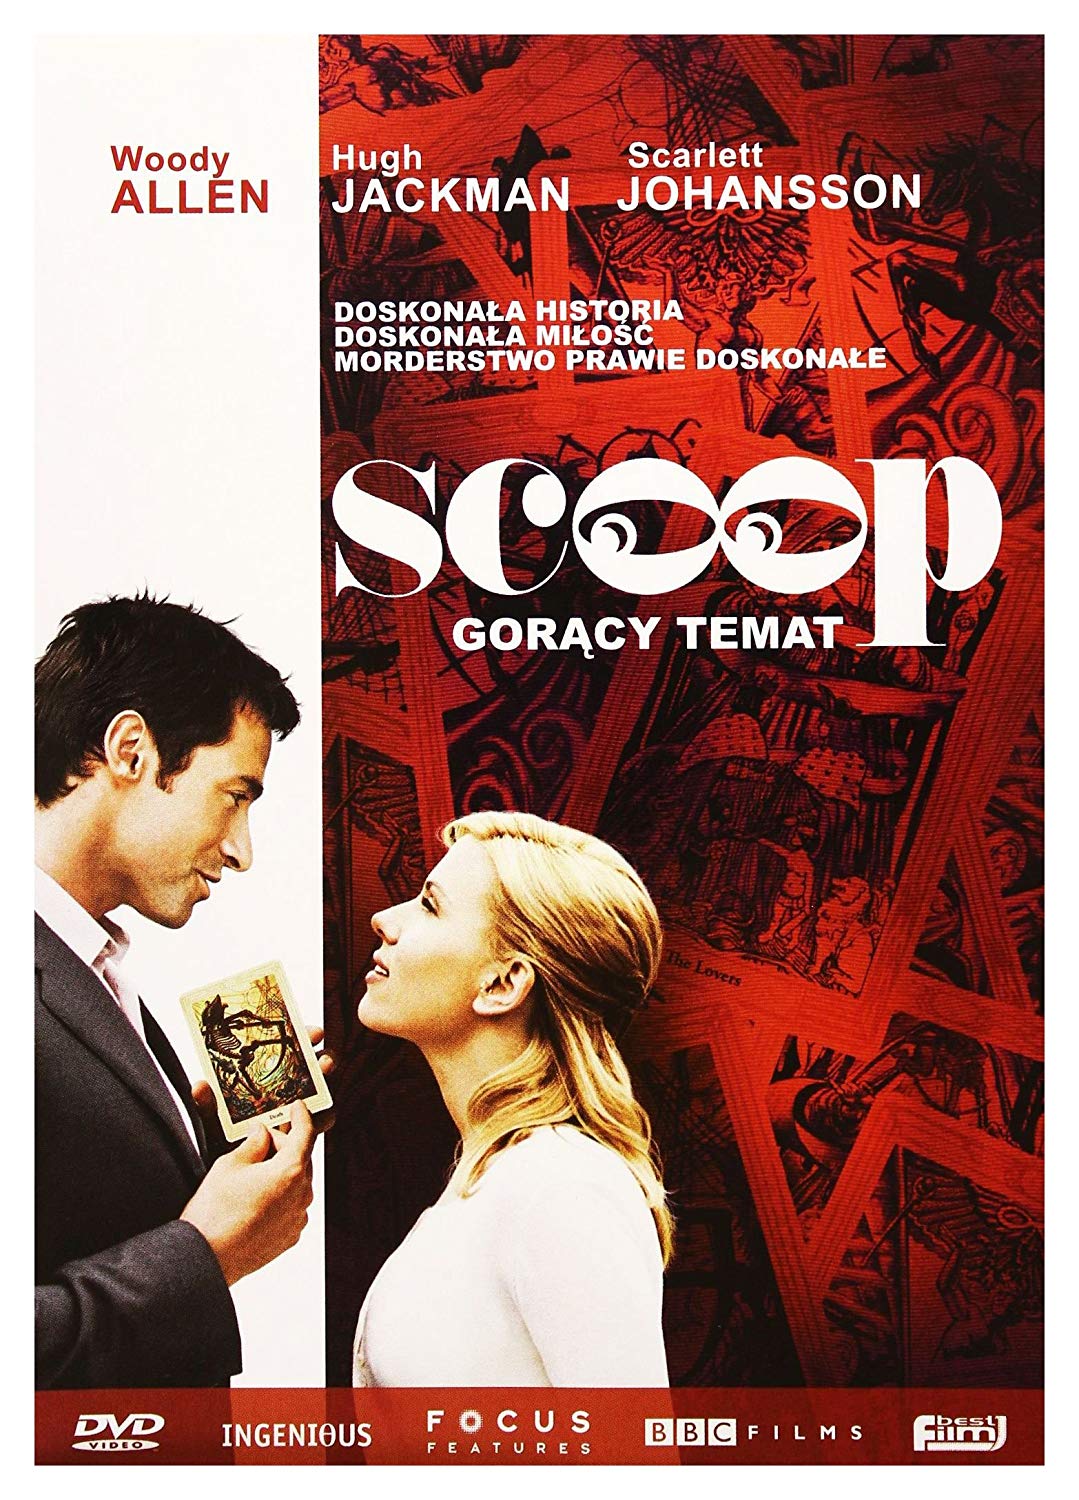 Woody
ALLEN
Hugh
JACKMAN
Scarlett
JOHANSSON
DOSKONAŁA HISTORIA
DOSKONAŁA MIŁOŚĆ
MORDERSTWO PRAWIE DOSKONAŁE
scoop
GORĄCY TEMAT
The Lovers
Death
DVD
VIDEO
INGENIOUS
FOCUS
FEATURES
BBC FILMS
best
film